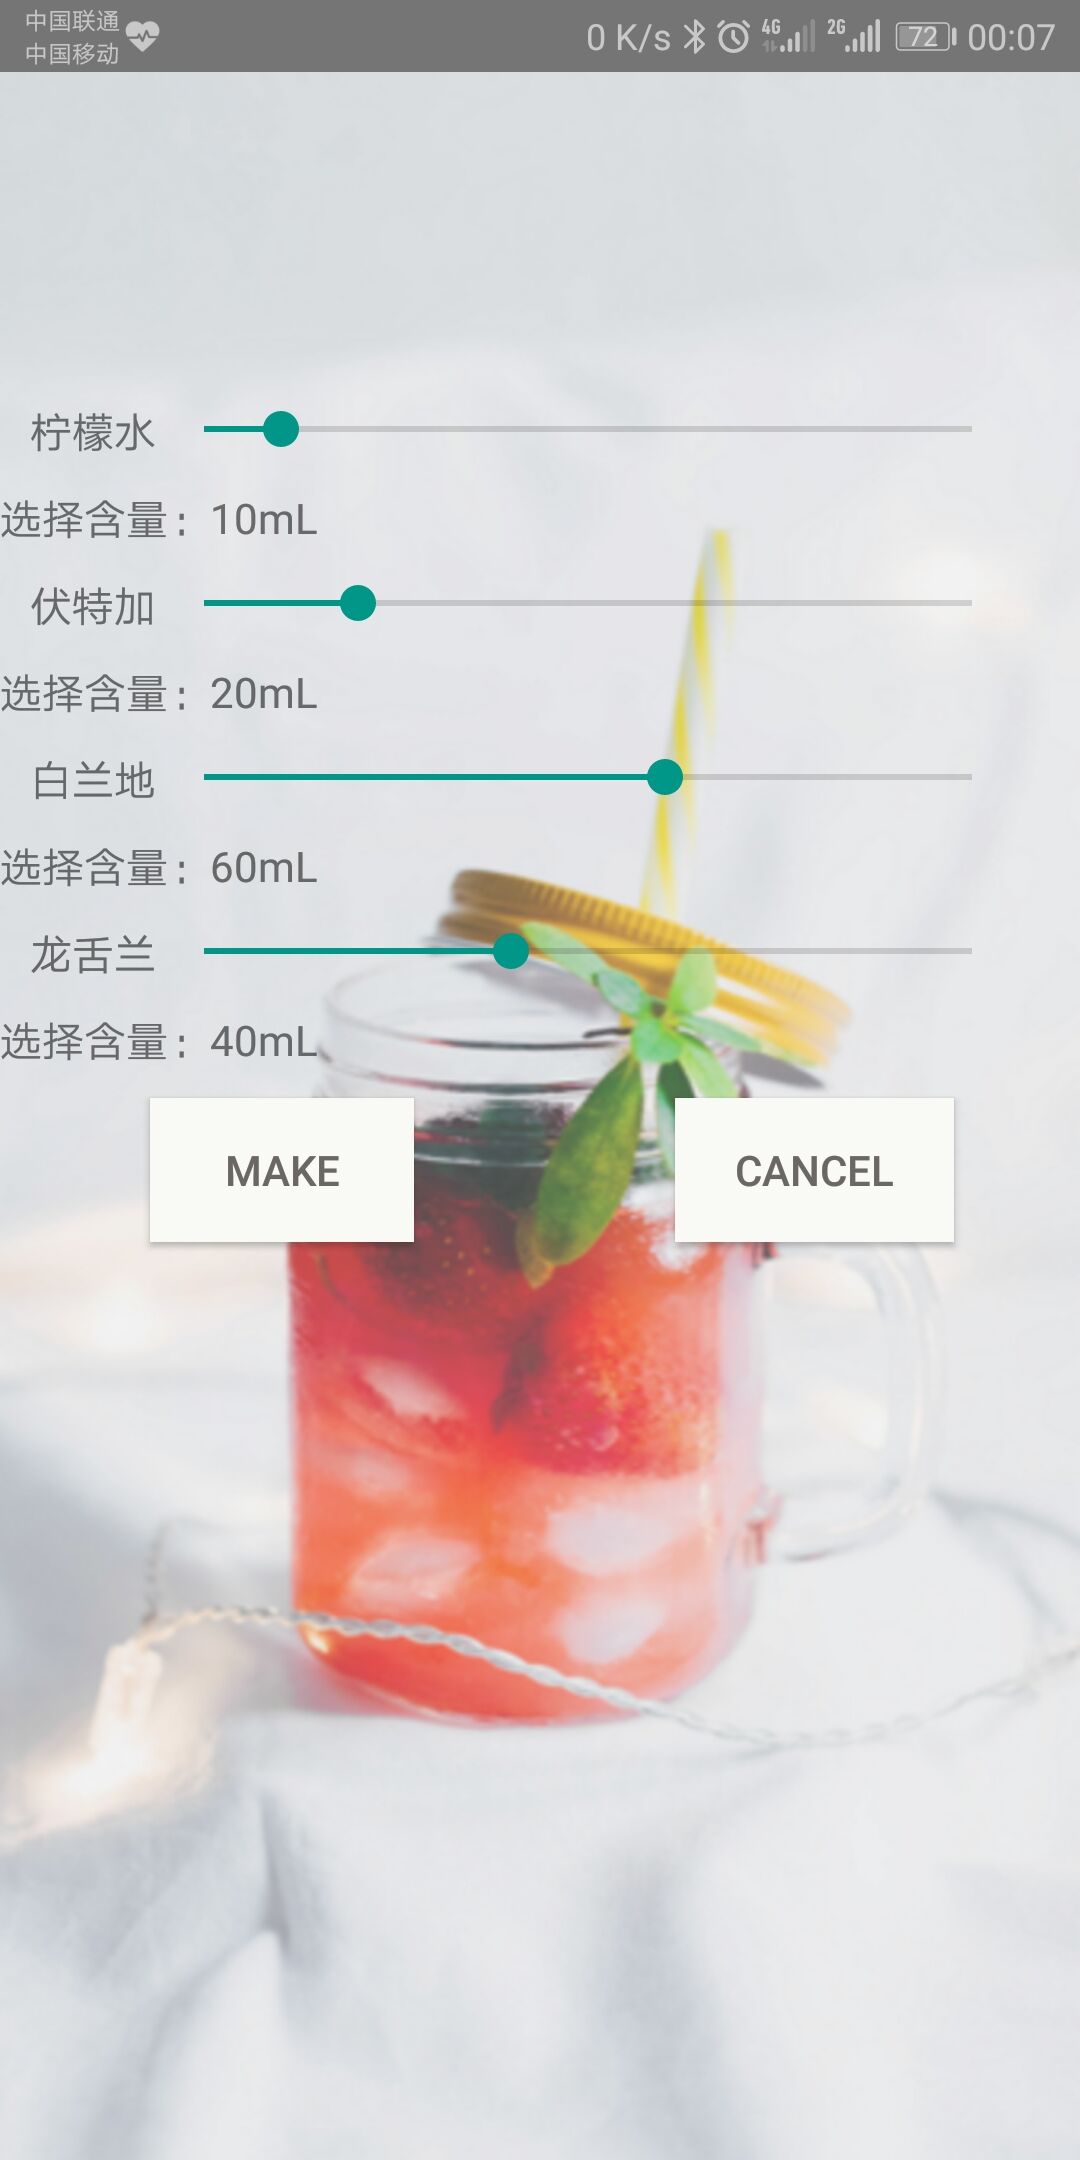 中国联通
中国移动
0 K/s 4G 2G 72 00:07
柠檬水
选择含量：10mL
伏特加
选择含量：20mL
白兰地
选择含量：60mL
龙舌兰
选择含量：40mL
MAKE CANCEL